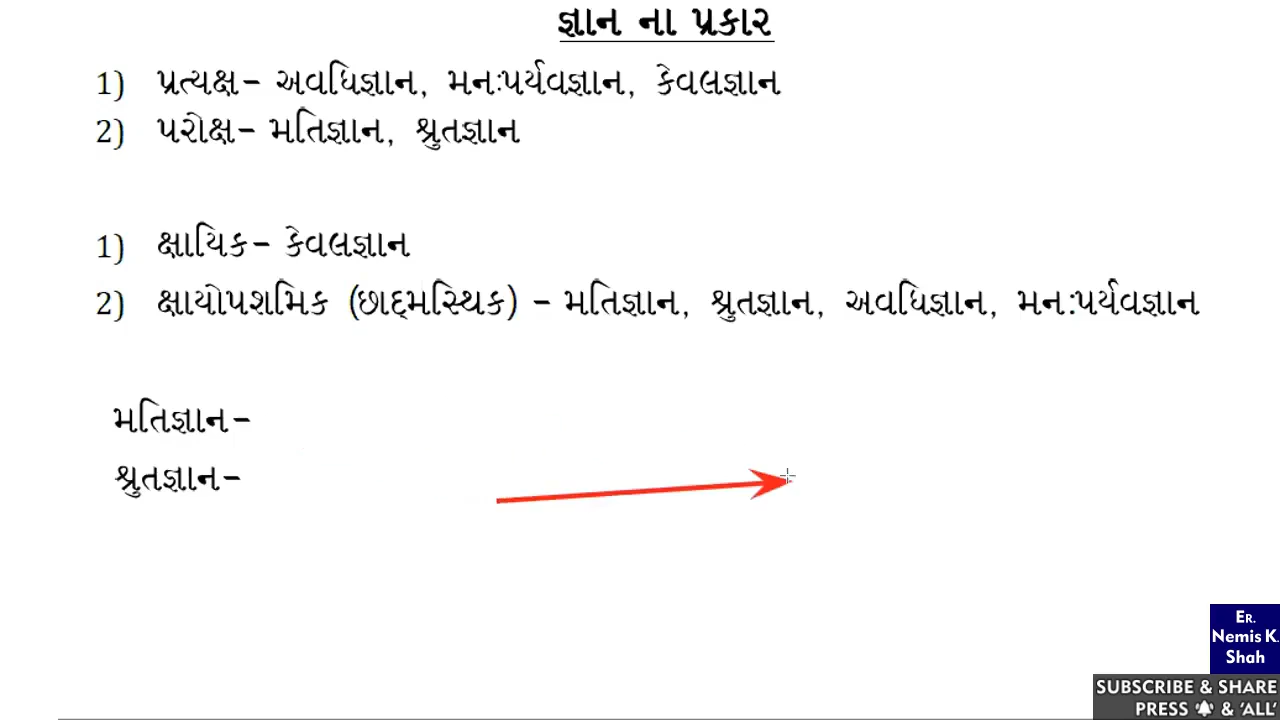 જ્ઞાન ના પ્રકાર
1) પ્રત્યક્ષ- અવધિજ્ઞાન, મન:પર્યવજ્ઞાન, કેવલજ્ઞાન
2) પરોક્ષ- મતિજ્ઞાન, શ્રુતજ્ઞાન
1) ક્ષાયિક- કેવલજ્ઞાન
2) ક્ષાયોપશમિક (છાદ્મસ્થિક) - મતિજ્ઞાન, શ્રુતજ્ઞાન, અવધિજ્ઞાન, મન:પર્યવજ્ઞાન
મતિજ્ઞાન-
શ્રુતજ્ઞાન-
ER.
Nemis K.
Shah
SUBSCRIBE & SHARE
PRESS & 'ALL'